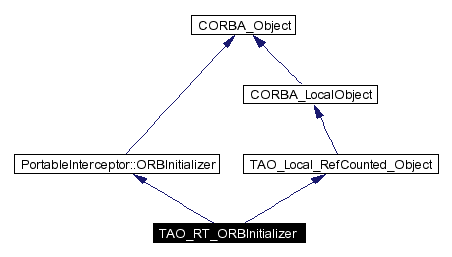 CORBA_Object
CORBA_LocalObject
PortableInterceptor::ORBInitializer
TAO_Local_RefCounted_Object
TAO_RT_ORBInitializer